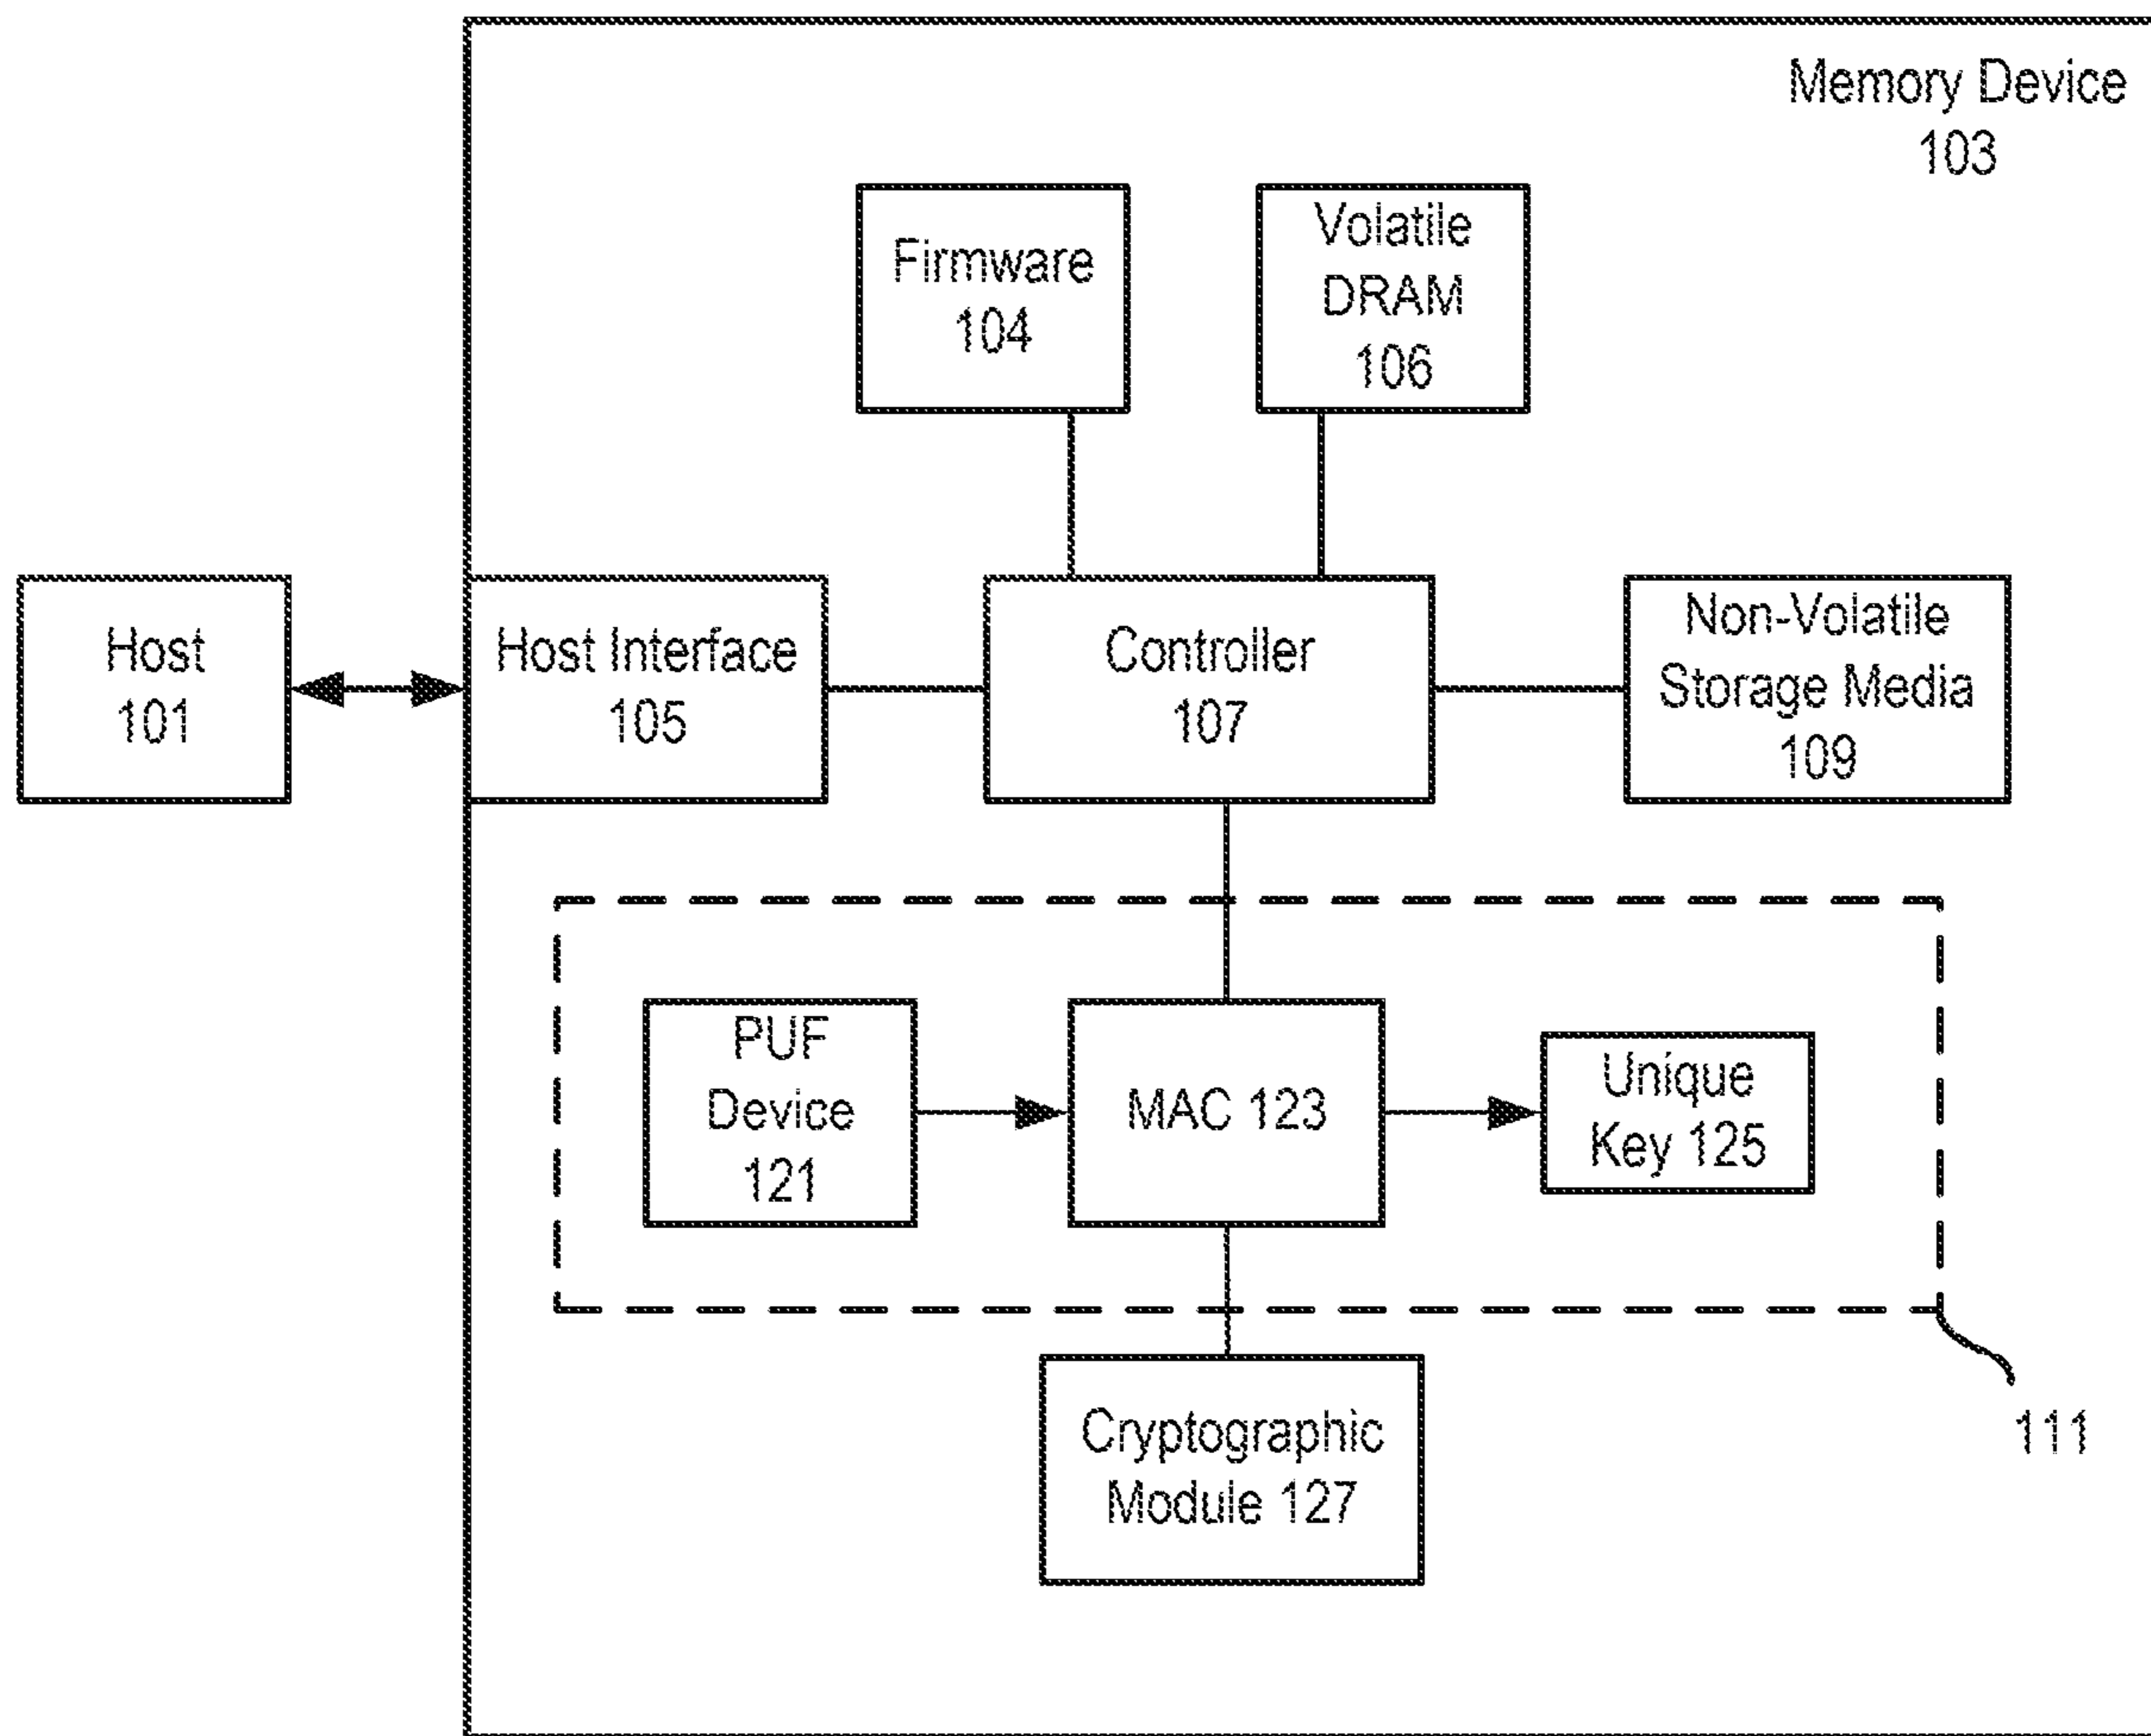 Memory Device
103
Firmware
104
Volatile
DRAM
106
Host
101
Host Interface
105
Controller
107
Non-Volatile
Storage Media
109
PUF
Device
121
MAC 123
Unique
Key 125
Cryptographic
Module 127
111